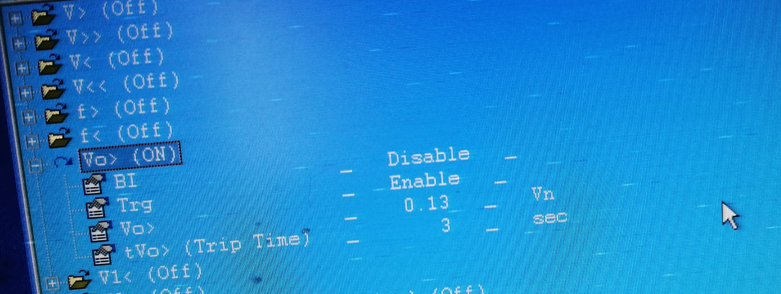 V> (Off)
V>> (Off)
V< (Off)
V<< (Off)
f> (Off)
f< (Off)
Vo> (ON)
BI _ Disable _
Trg _ Enable _
Vo> _ 0.13 _ Vn
tVo> (Trip Time) _ 3 _ sec
V1< (Off)
(Off)